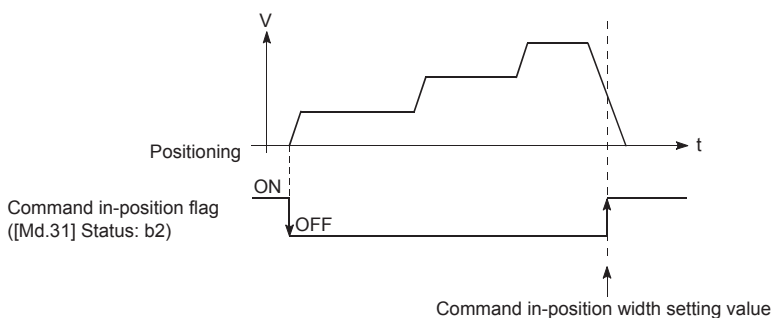 V
t
Positioning
ON
Command in-position flag
([Md.31] Status: b2)
OFF
Command in-position width setting value